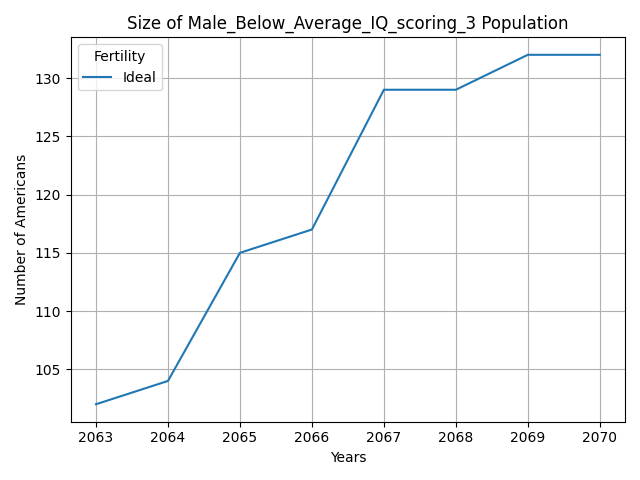 Size of Male_Below_Average_IQ_scoring_3 Population
Fertility
Ideal
Number of Americans
130
125
120
115
110
105
2063 2064 2065 2066 2067 2068 2069 2070
Years